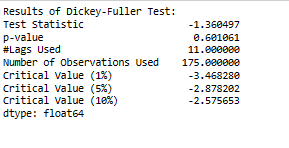 Results of Dickey-Fuller Test:
Test Statistic                  -1.360497
p-value                          0.601061
#Lags Used                      11.000000
Number of Observations Used    175.000000
Critical Value (1%)             -3.468280
Critical Value (5%)             -2.878202
Critical Value (10%)            -2.575653
dtype: float64